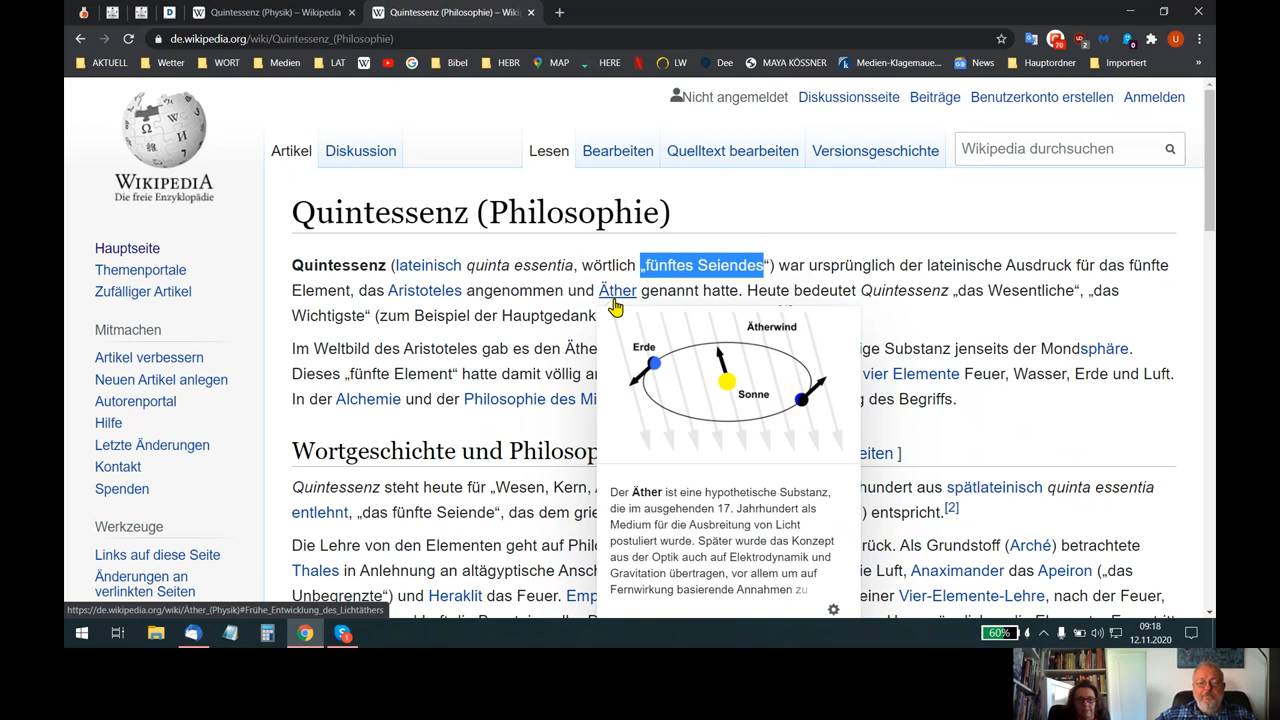 Quintessenz (Physik) – Wikipedia
Quintessenz (Philosophie) – Wiki
de.wikipedia.org/wiki/Quintessenz_(Philosophie)
AKTUELL Wetter WORT Medien LAT Bibel HEBR MAP HERE LW Dee MAYA KÖSSNER Medien-Klagemaue... News Hauptordner Importiert »
Nicht angemeldet Diskussionsseite Beiträge Benutzerkonto erstellen Anmelden
WIKIPEDIA
Die freie Enzyklopädie
Artikel Diskussion Lesen Bearbeiten Quelltext bearbeiten Versionsgeschichte Wikipedia durchsuchen
Hauptseite
Themenportale
Zufälliger Artikel
Mitmachen
Artikel verbessern
Neuen Artikel anlegen
Autorenportal
Hilfe
Letzte Änderungen
Kontakt
Spenden
Werkzeuge
Links auf diese Seite
Änderungen an
verlinkten Seiten
Quintessenz (Philosophie)
Quintessenz (lateinisch quinta essentia, wörtlich „fünftes Seiendes“) war ursprünglich der lateinische Ausdruck für das fünfte
Element, das Aristoteles angenommen und Äther genannt hatte. Heute bedeutet Quintessenz „das Wesentliche“, „das
Wichtigste“ (zum Beispiel der Hauptgedank
Im Weltbild des Aristoteles gab es den Äthe ige Substanz jenseits der Mondsphäre.
Dieses „fünfte Element“ hatte damit völlig an vier Elemente Feuer, Wasser, Erde und Luft.
In der Alchemie und der Philosophie des Mi g des Begriffs.
Wortgeschichte und Philosop eiten ]
Quintessenz steht heute für „Wesen, Kern, hundert aus spätlateinisch quinta essentia
entlehnt, „das fünfte Seiende“, das dem grie ) entspricht.[2]
Die Lehre von den Elementen geht auf Phil rück. Als Grundstoff (Arché) betrachtete
Thales in Anlehnung an altägyptische Ansch ie Luft, Anaximander das Apeiron („das
Unbegrenzte“) und Heraklit das Feuer. Emp einer Vier-Elemente-Lehre, nach der Feuer,
Ätherwind
Erde
Sonne
Der Äther ist eine hypothetische Substanz,
die im ausgehenden 17. Jahrhundert als
Medium für die Ausbreitung von Licht
postuliert wurde. Später wurde das Konzept
aus der Optik auch auf Elektrodynamik und
Gravitation übertragen, vor allem um auf
Fernwirkung basierende Annahmen zu
https://de.wikipedia.org/wiki/Äther_(Physik)#Frühe_Entwicklung_des_Lichtäthers
60%
09:18
12.11.2020